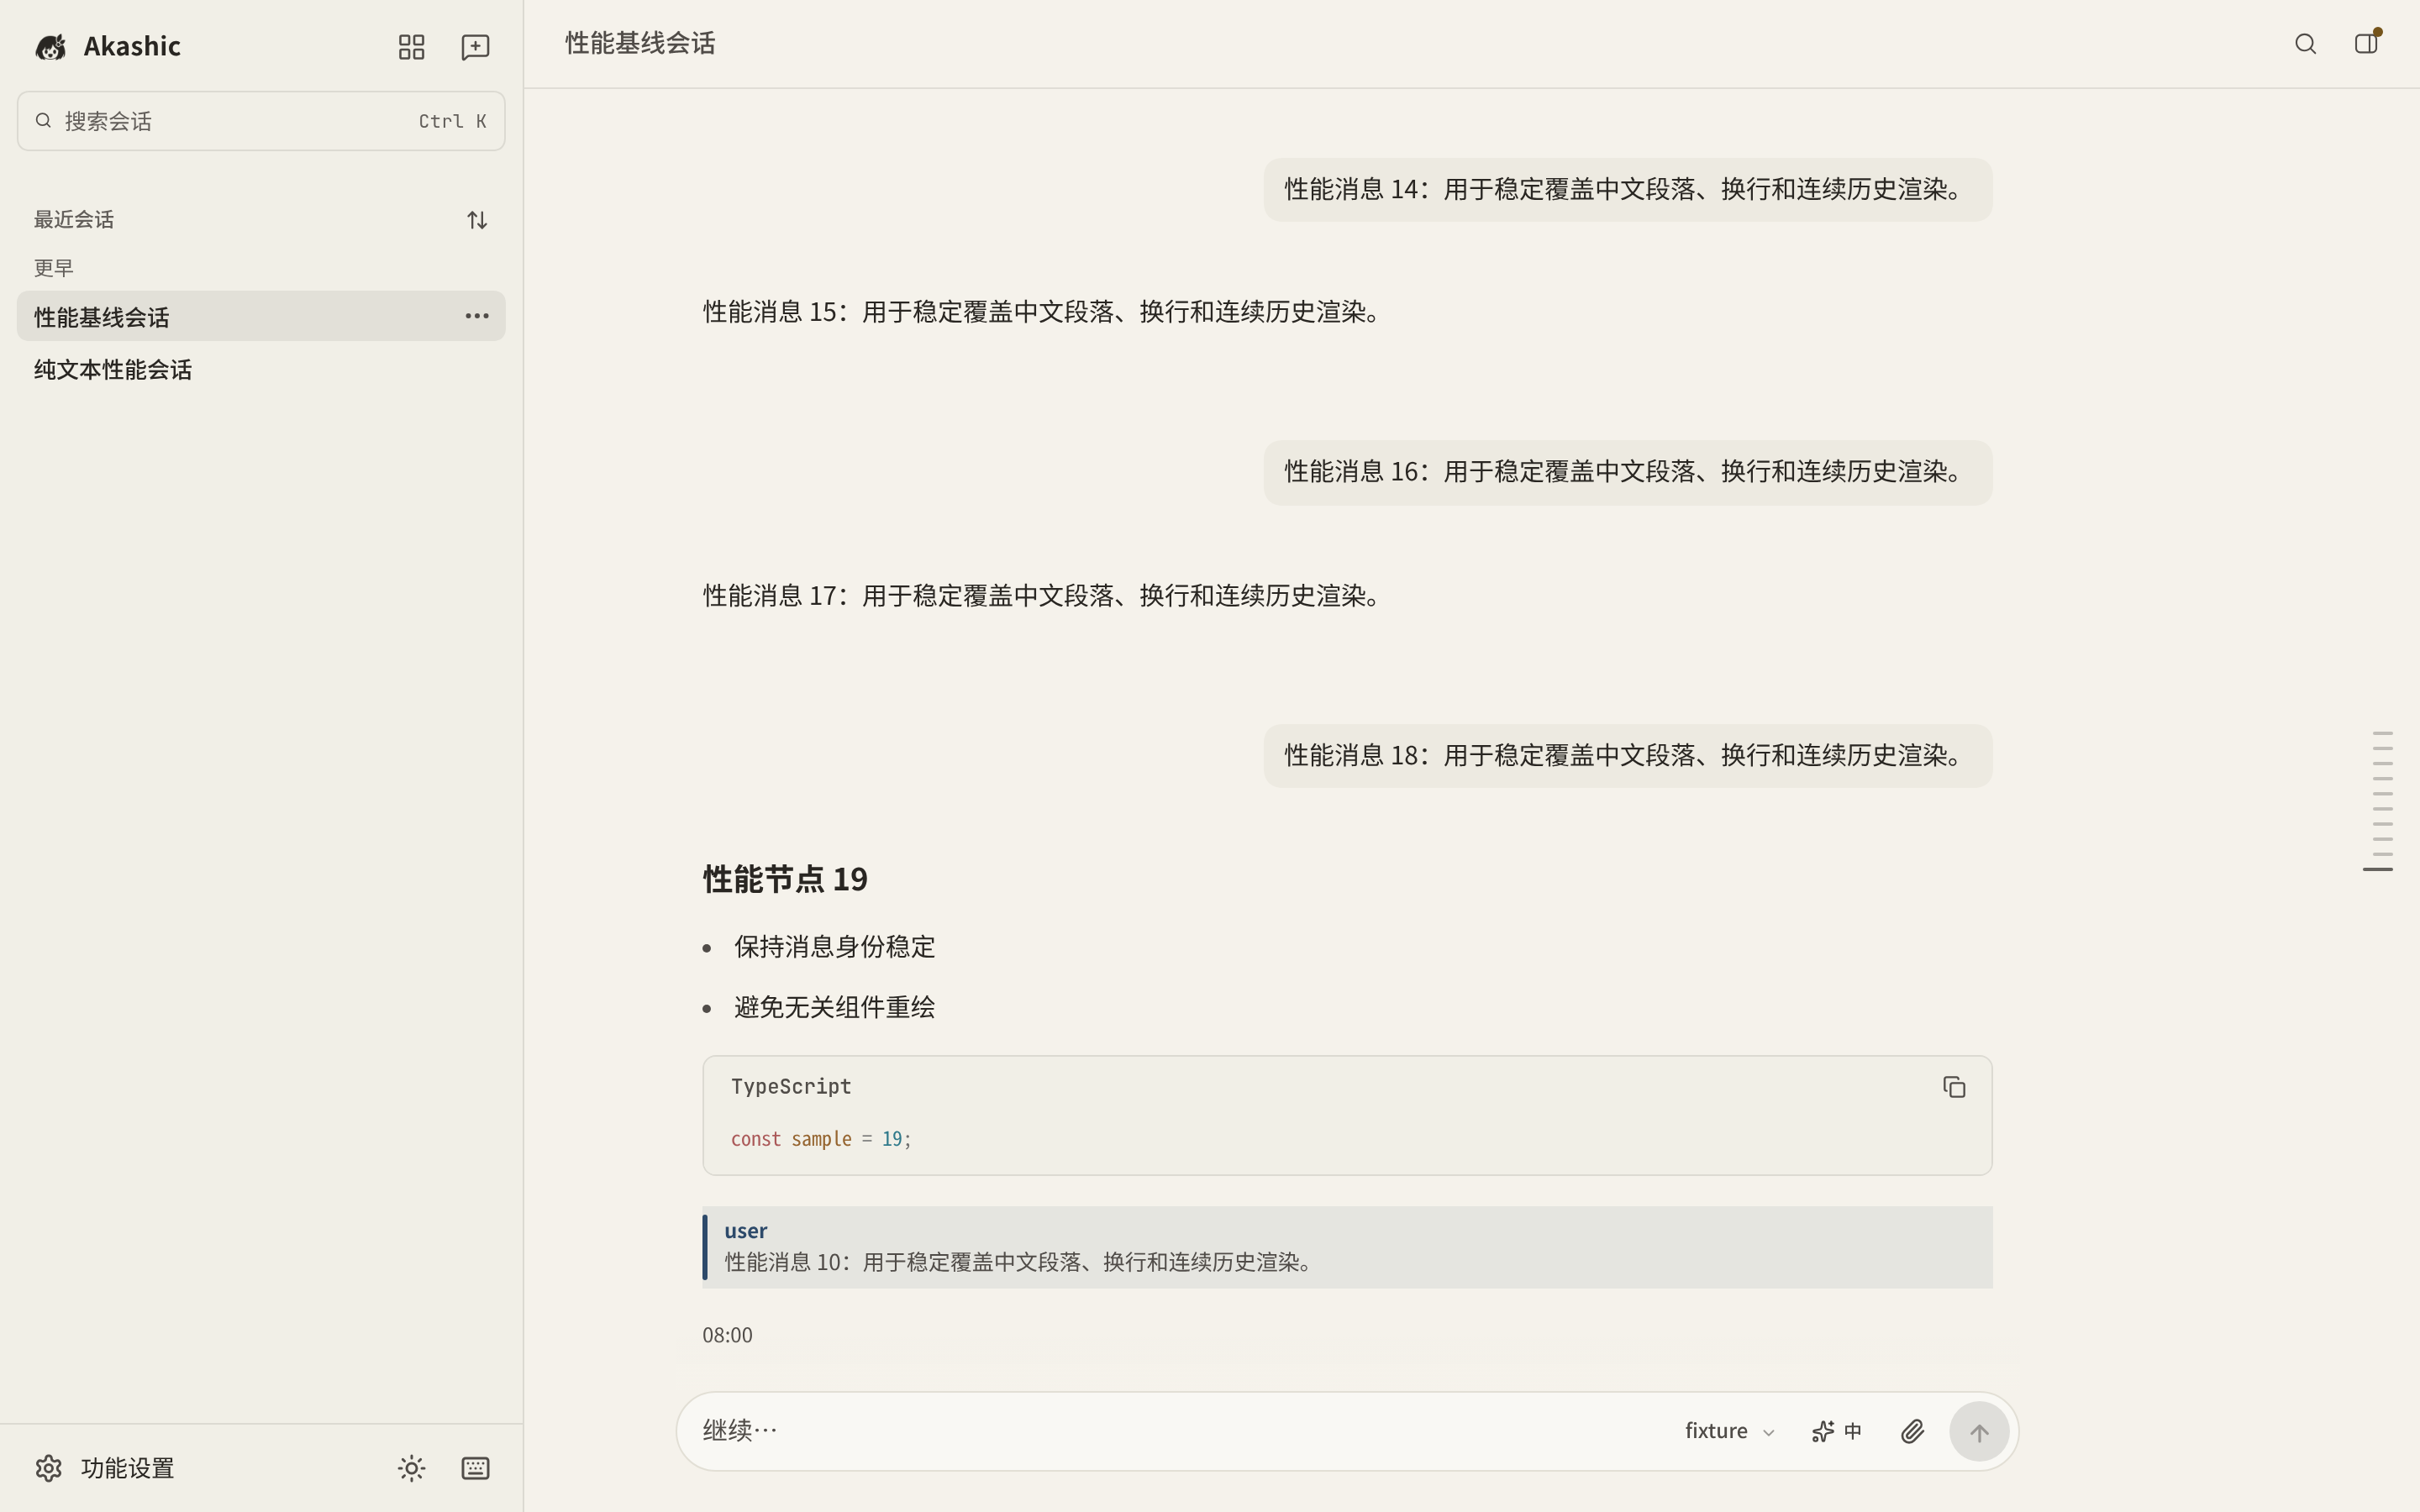 Akashic
搜索会话
Ctrl K
最近会话
更早
性能基线会话
纯文本性能会话
功能设置
性能基线会话
性能消息 14：用于稳定覆盖中文段落、换行和连续历史渲染。
性能消息 15：用于稳定覆盖中文段落、换行和连续历史渲染。
性能消息 16：用于稳定覆盖中文段落、换行和连续历史渲染。
性能消息 17：用于稳定覆盖中文段落、换行和连续历史渲染。
性能消息 18：用于稳定覆盖中文段落、换行和连续历史渲染。
性能节点 19
保持消息身份稳定
避免无关组件重绘
TypeScript
const sample = 19;
user
性能消息 10：用于稳定覆盖中文段落、换行和连续历史渲染。
08:00
继续…
fixture
中